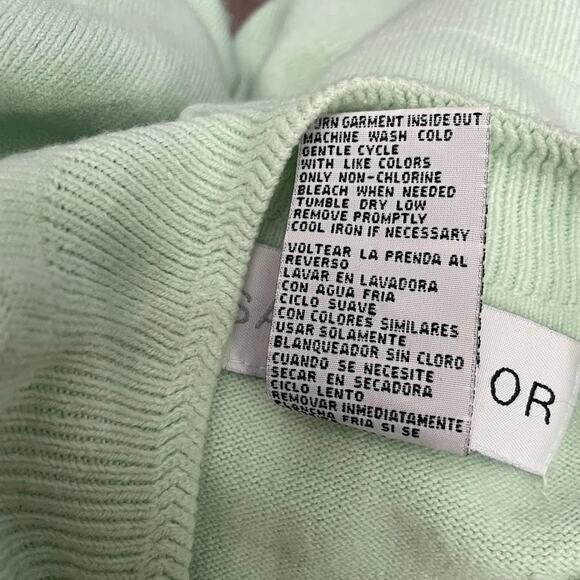 TURN GARMENT INSIDE OUT
MACHINE WASH COLD
GENTLE CYCLE
WITH LIKE COLORS
ONLY NON-CHLORINE
BLEACH WHEN NEEDED
TUMBLE DRY LOW
REMOVE PROMPTLY
COOL IRON IF NECESSARY
VOLTEAR LA PRENDA AL
REVERSO
LAVAR EN LAVADORA
CON AGUA FRIA
CICLO SUAVE
CON COLORES SIMILARES
USAR SOLAMENTE
BLANQUEADOR SIN CLORO
CUANDO SE NECESITE
SECAR EN SECADORA
CICLO LENTO
REMOVER INMEDIATAMENTE
PLANCHA FRIA SI SE
OR